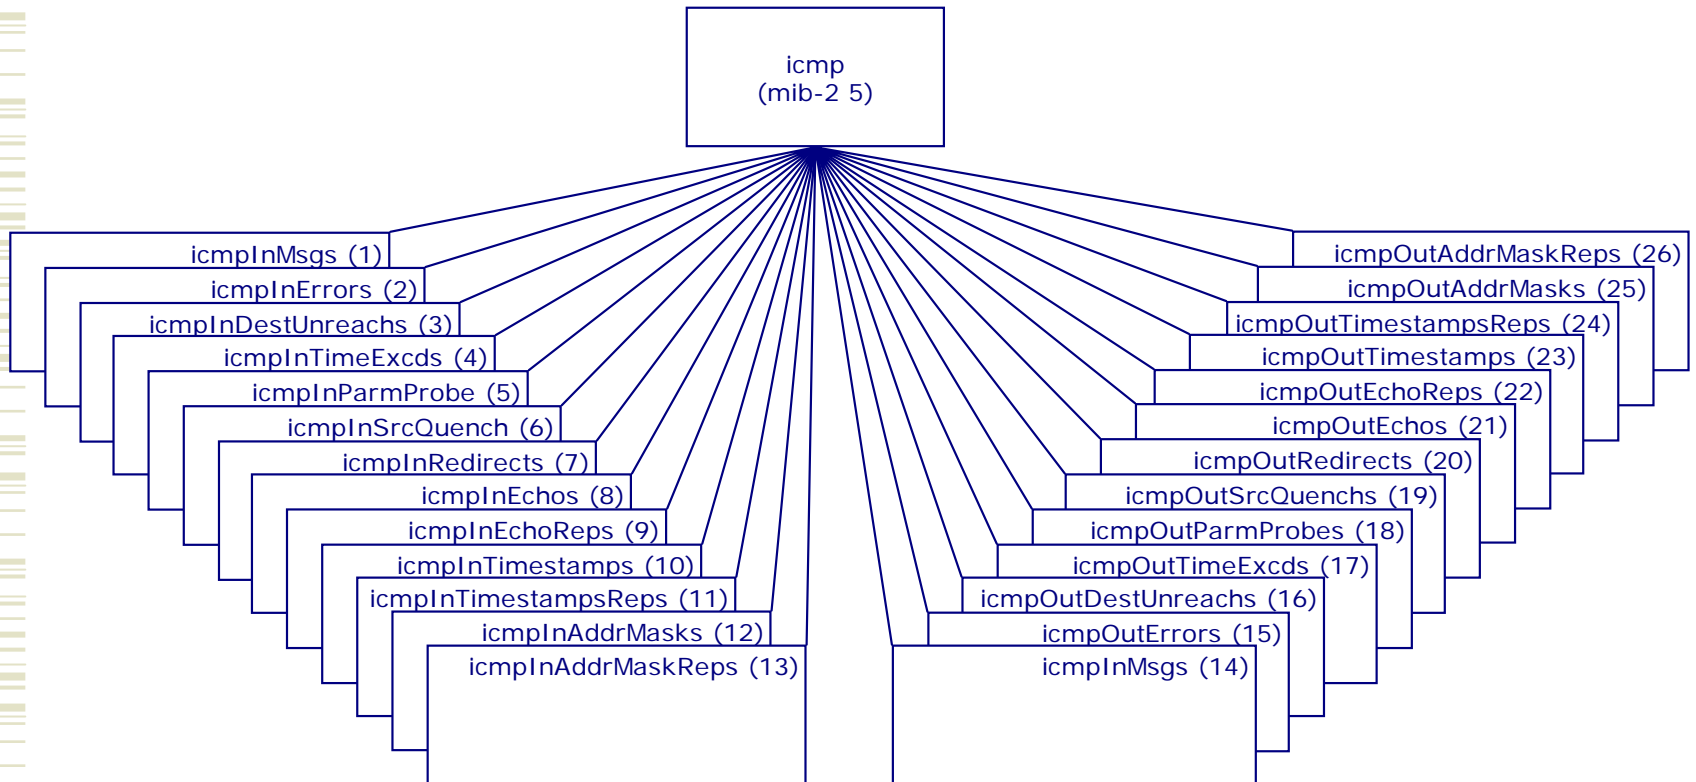 icmp
(mib-2 5)
icmpInMsgs (1)
icmpInErrors (2)
icmpInDestUnreachs (3)
icmpInTimeExcds (4)
icmpInParmProbe (5)
icmpInSrcQuench (6)
icmpInRedirects (7)
icmpInEchos (8)
icmpInEchoReps (9)
icmpInTimestamps (10)
icmpInTimestampsReps (11)
icmpInAddrMasks (12)
icmpInAddrMaskReps (13)
icmpOutAddrMaskReps (26)
icmpOutAddrMasks (25)
icmpOutTimestampsReps (24)
icmpOutTimestamps (23)
icmpOutEchoReps (22)
icmpOutEchos (21)
icmpOutRedirects (20)
icmpOutSrcQuenchs (19)
icmpOutParmProbes (18)
icmpOutTimeExcds (17)
icmpOutDestUnreachs (16)
icmpOutErrors (15)
icmpInMsgs (14)